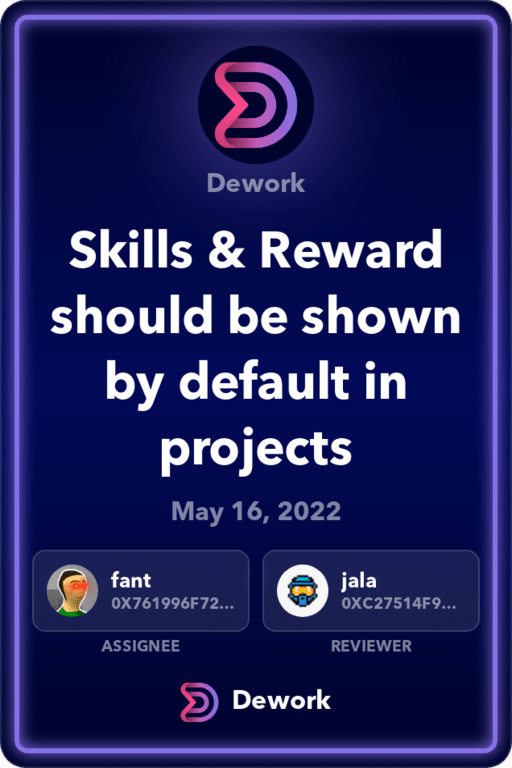 Dework
Skills & Reward
should be shown
by default in
projects
May 16, 2022
fant
0X761996F72...
ASSIGNEE
jala
0XC27514F9...
REVIEWER
Dework